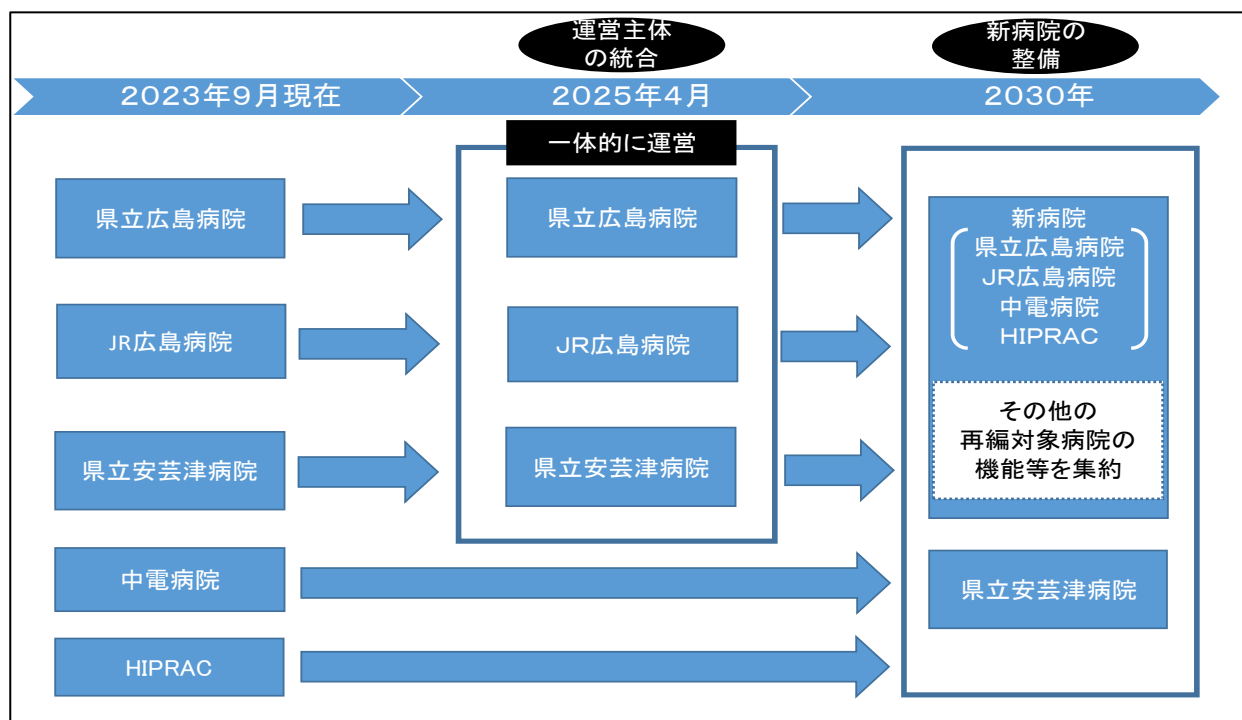 運営主体
の統合
新病院の
整備
2023年9月現在
2025年4月
2030年
一体的に運営
県立広島病院
JR広島病院
県立安芸津病院
中電病院
HIPRAC
県立広島病院
JR広島病院
県立安芸津病院
新病院
県立広島病院
JR広島病院
中電病院
HIPRAC
その他の
再編対象病院の
機能等を集約
県立安芸津病院